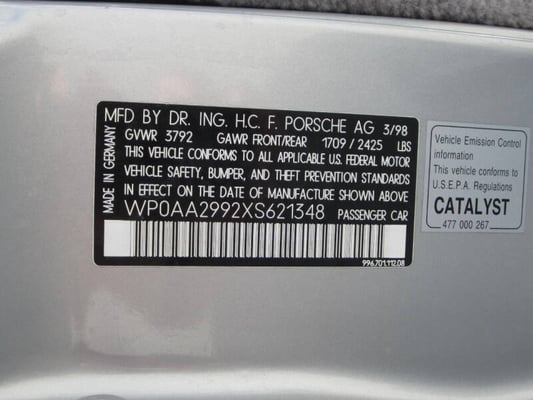 MFD BY DR. ING. H.C. F. PORSCHE AG 3/98
GVWR 3792 GAWR FRONT/REAR 1709 / 2425 LBS
THIS VEHICLE CONFORMS TO ALL APPLICABLE U.S. FEDERAL MOTOR
VEHICLE SAFETY, BUMPER, AND THEFT PREVENTION STANDARDS
IN EFFECT ON THE DATE OF MANUFACTURE SHOWN ABOVE.
WP0AA2992XS621348 PASSENGER CAR
996.701.112.08
MADE IN GERMANY
Vehicle Emission Control
information
This vehicle conforms to
U.S.E.P.A. Regulations
CATALYST
477 000 267